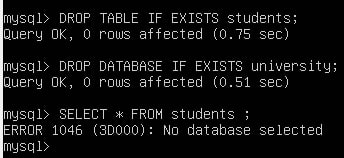 mysql> DROP TABLE IF EXISTS students;
Query OK, 0 rows affected (0.75 sec)
mysql> DROP DATABASE IF EXISTS university;
Query OK, 0 rows affected (0.51 sec)
mysql> SELECT * FROM students ;
ERROR 1046 (3D000): No database selected
mysql>